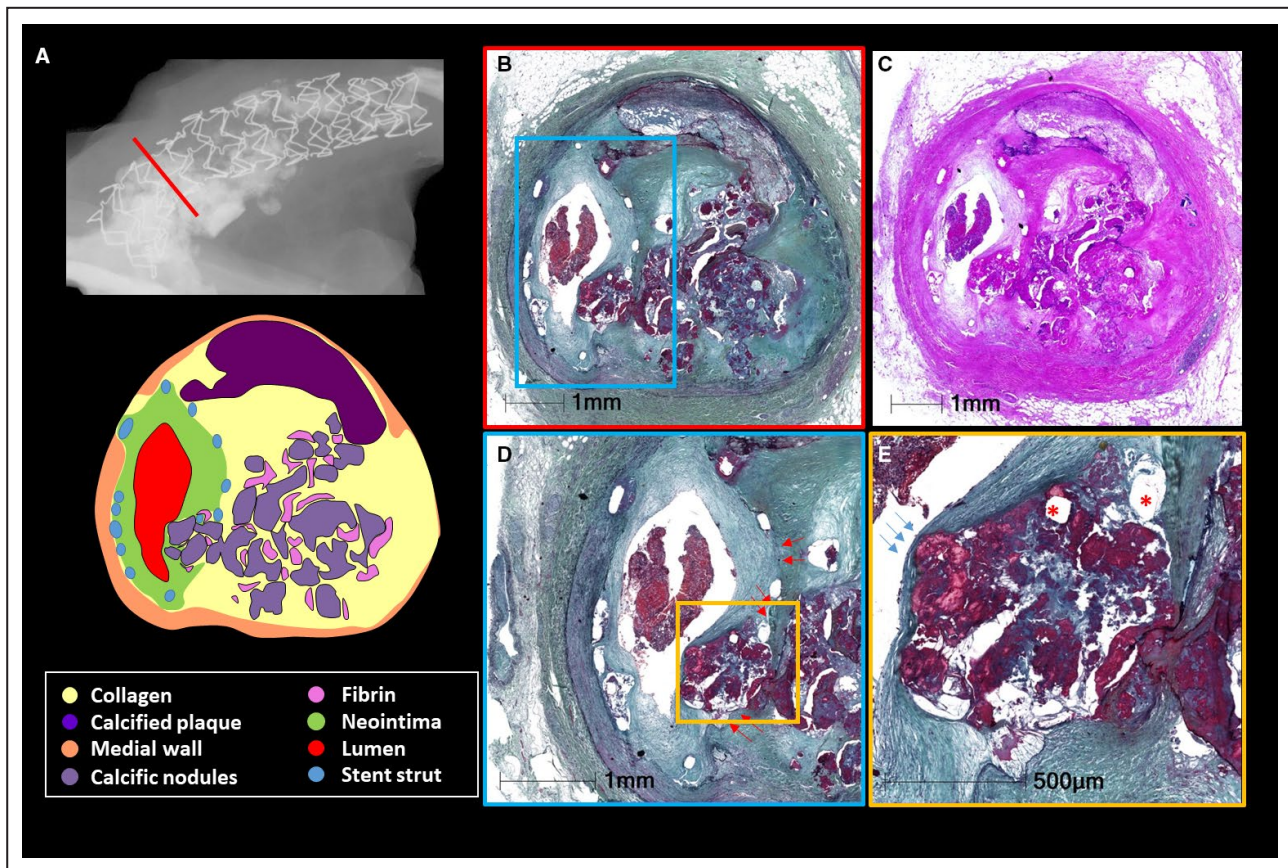 A
B
C
1mm
1mm
D
E
*
*
1mm
500µm
Collagen
Fibrin
Calcified plaque
Neointima
Medial wall
Lumen
Calcific nodules
Stent strut